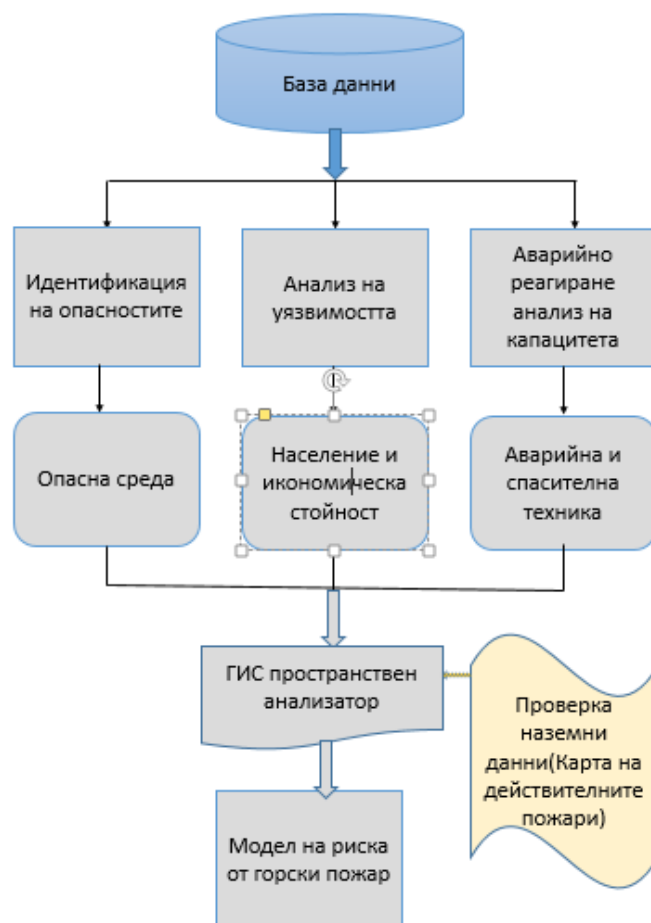 База данни
Идентификация
на опасностите
Анализ на
уязвимостта
Аварийно
реагиране
анализ на
капацитета
Опасна среда
Население и
икономическа
стойност
Аварийна и
спасителна
техника
ГИС пространствен
анализатор
Проверка
наземни
данни(Карта на
действителните
пожари)
Модел на риска
от горски пожар